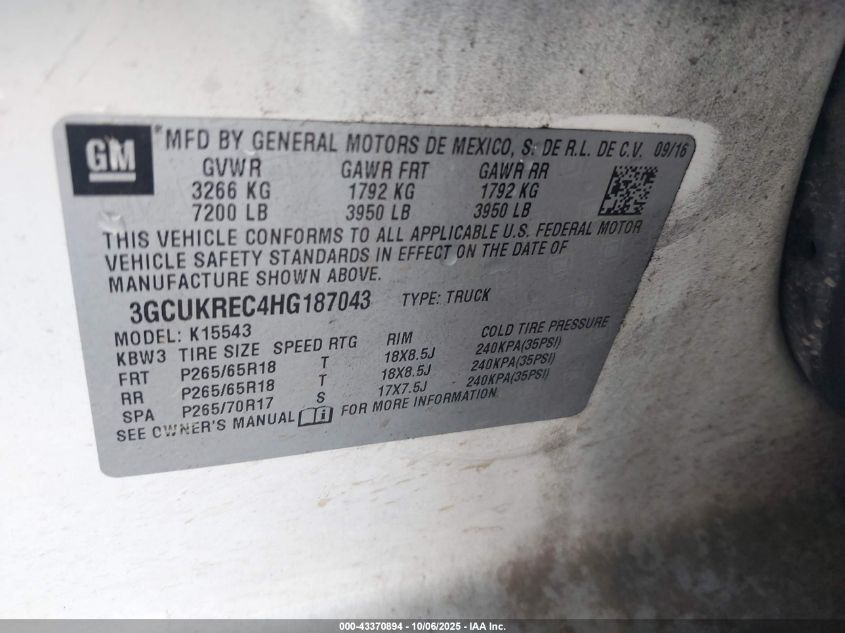 GM
MFD BY GENERAL MOTORS DE MEXICO, S. DE R.L. DE C.V. 09/16
GVWR GAWR FRT GAWR RR
3266 KG 1792 KG 1792 KG
7200 LB 3950 LB 3950 LB
THIS VEHICLE CONFORMS TO ALL APPLICABLE U.S. FEDERAL MOTOR
VEHICLE SAFETY STANDARDS IN EFFECT ON THE DATE OF
MANUFACTURE SHOWN ABOVE.
3GCUKREC4HG187043 TYPE: TRUCK
MODEL: K15543
KBW3 TIRE SIZE SPEED RTG RIM COLD TIRE PRESSURE
FRT P265/65R18 T 18X8.5J 240KPA(35PSI)
RR P265/65R18 T 18X8.5J 240KPA(35PSI)
SPA P265/70R17 S 17X7.5J 240KPA(35PSI)
SEE OWNER'S MANUAL FOR MORE INFORMATION
000-43370894 - 10/06/2025 - IAA Inc.